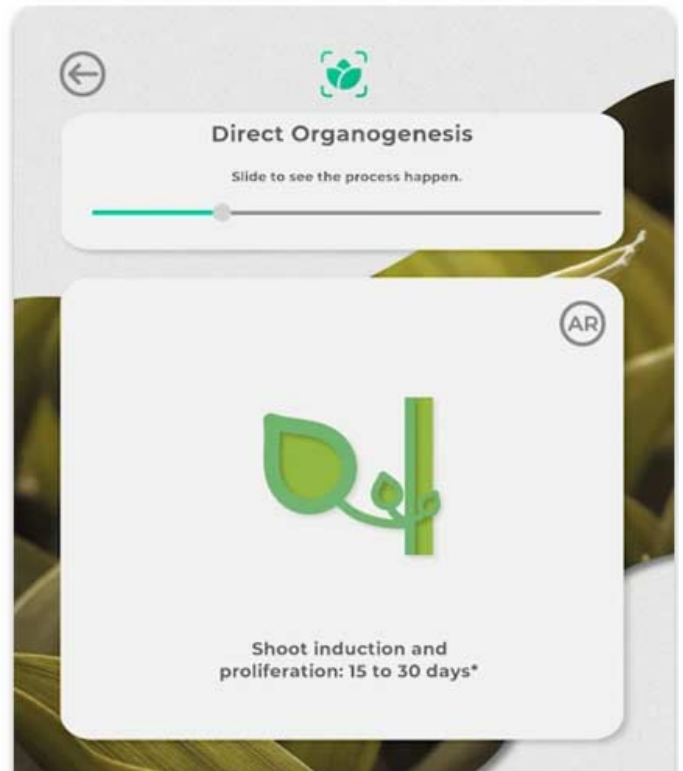 Direct Organogenesis
Slide to see the process happen.
AR
Shoot induction and
proliferation: 15 to 30 days*